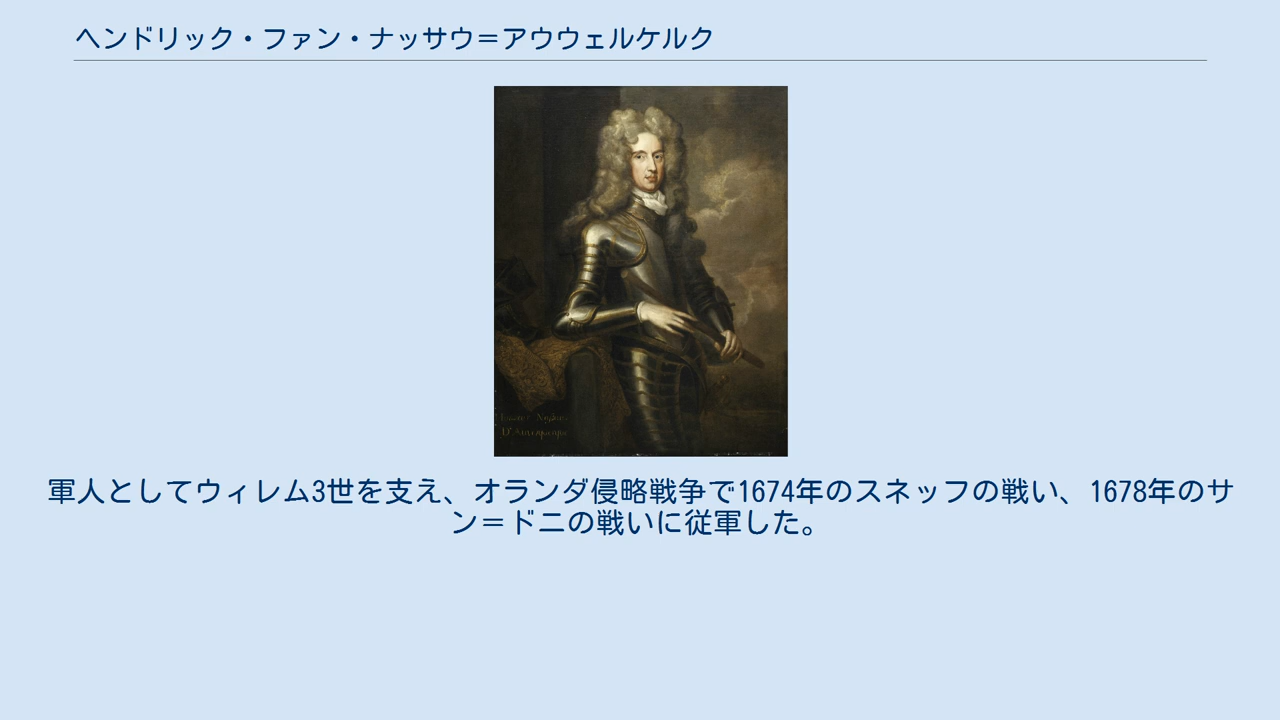 ヘンドリック・ファン・ナッサウ＝アウウェルケルク
軍人としてウィレム3世を支え、オランダ侵略戦争で1674年のスネッフの戦い、1678年のサ
ン＝ドニの戦いに従軍した。